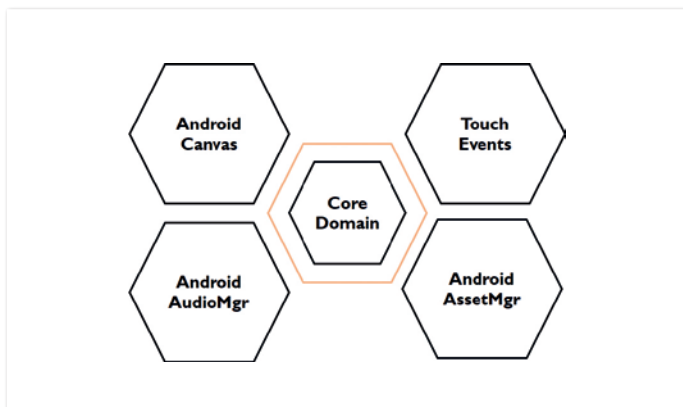 Android
Canvas
Touch
Events
Core
Domain
Android
AudioMgr
Android
AssetMgr